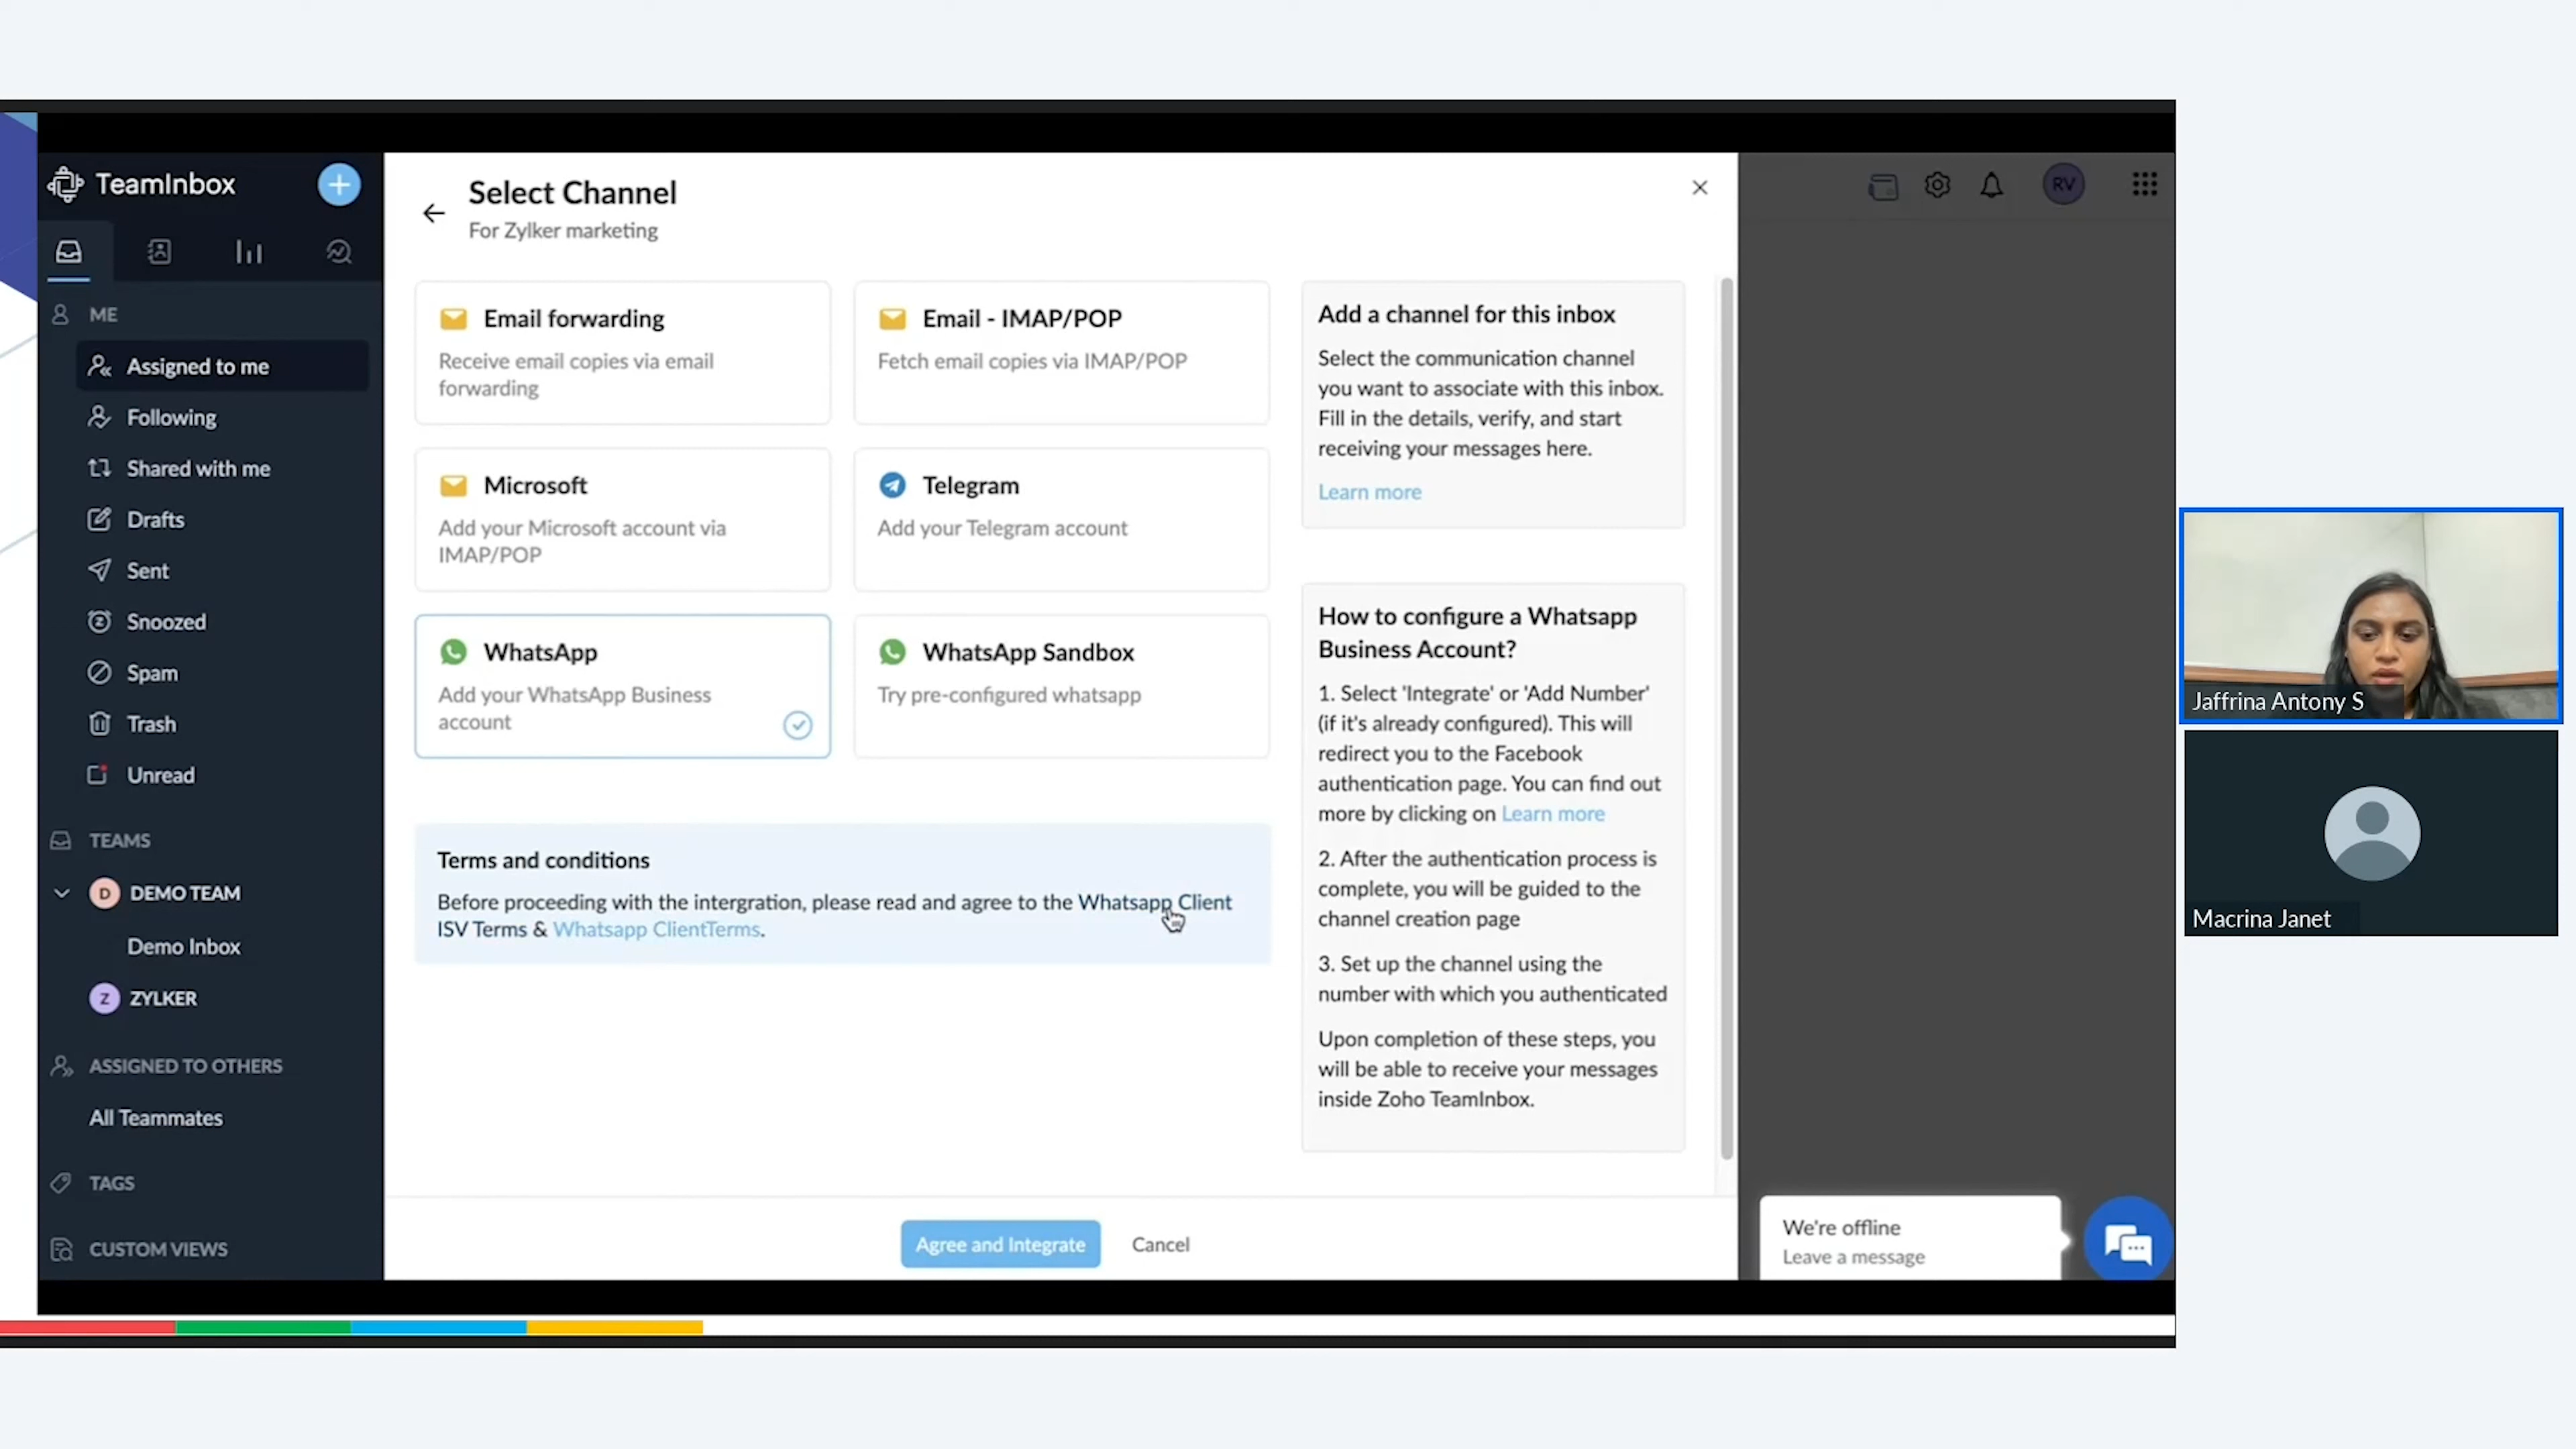 TeamInbox
ME
Assigned to me
Following
Shared with me
Drafts
Sent
Snoozed
Spam
Trash
Unread
TEAMS
D DEMO TEAM
Demo Inbox
Z ZYLKER
ASSIGNED TO OTHERS
All Teammates
TAGS
CUSTOM VIEWS
Select Channel
For Zylker marketing
Email forwarding
Receive email copies via email
forwarding
Email - IMAP/POP
Fetch email copies via IMAP/POP
Microsoft
Add your Microsoft account via
IMAP/POP
Telegram
Add your Telegram account
WhatsApp
Add your WhatsApp Business
account
WhatsApp Sandbox
Try pre-configured whatsapp
Terms and conditions
Before proceeding with the intergration, please read and agree to the Whatsapp Client
ISV Terms & Whatsapp ClientTerms.
Add a channel for this inbox
Select the communication channel
you want to associate with this inbox.
Fill in the details, verify, and start
receiving your messages here.
Learn more
How to configure a Whatsapp
Business Account?
1. Select 'Integrate' or 'Add Number'
(if it's already configured). This will
redirect you to the Facebook
authentication page. You can find out
more by clicking on Learn more
2. After the authentication process is
complete, you will be guided to the
channel creation page
3. Set up the channel using the
number with which you authenticated
Upon completion of these steps, you
will be able to receive your messages
inside Zoho TeamInbox.
Agree and Integrate
Cancel
RV
We're offline
Leave a message
Jaffrina Antony S
Macrina Janet